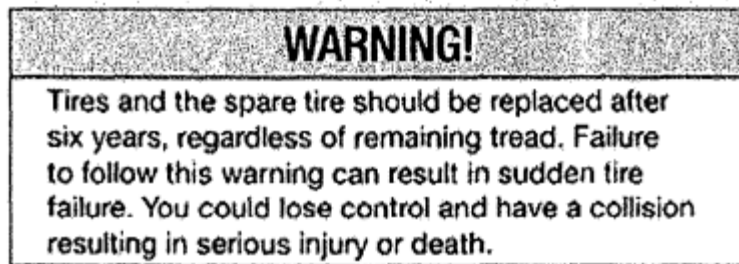 WARNING!
Tires and the spare tire should be replaced after
six years, regardless of remaining tread. Failure
to follow this warning can result in sudden tire
failure. You could lose control and have a collision
resulting in serious injury or death.